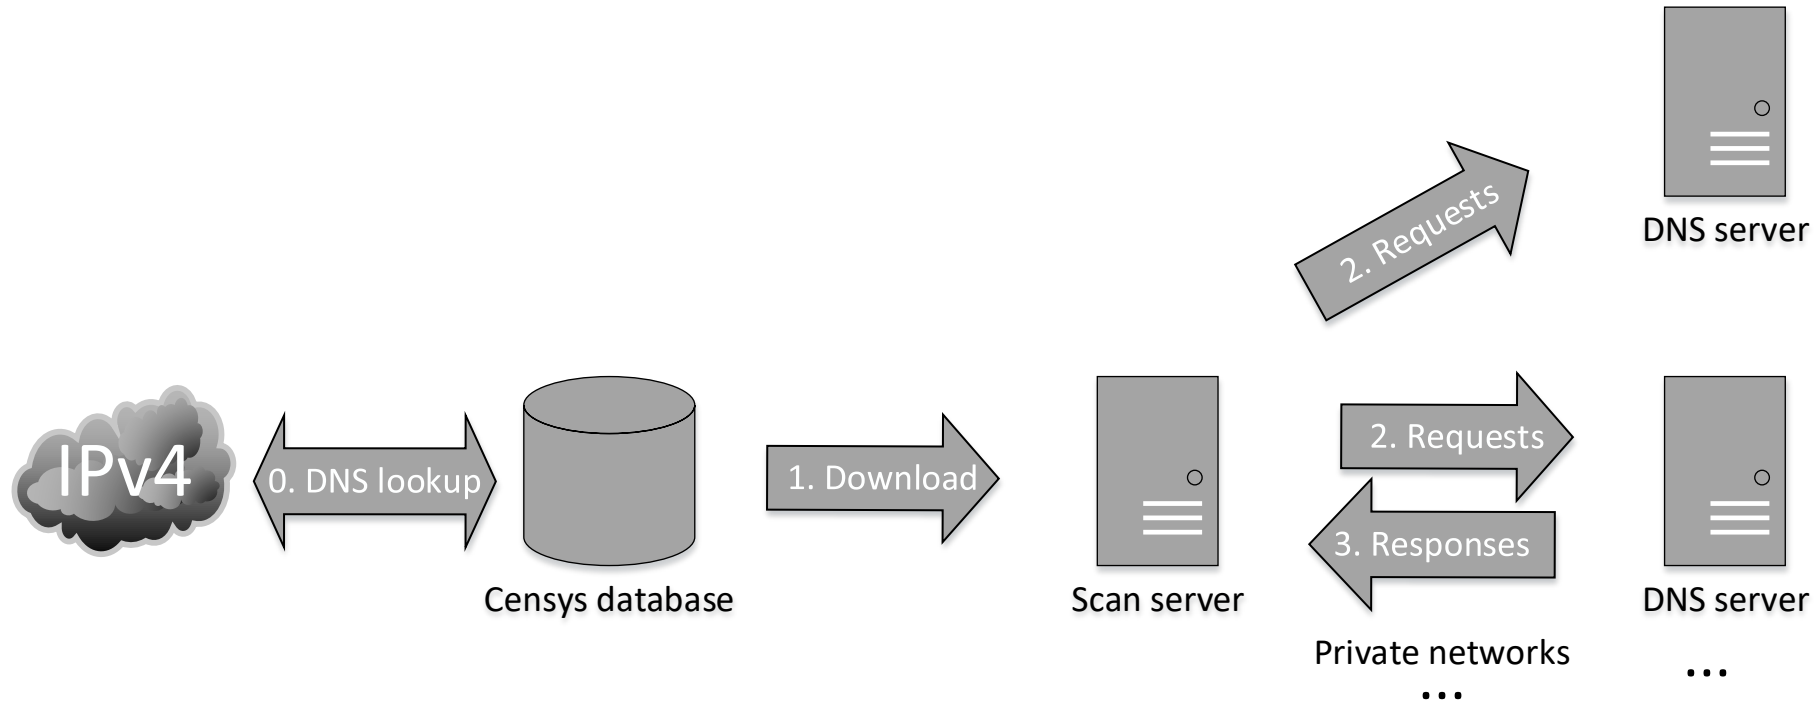 2. Requests
DNS server
IPv4
0. DNS lookup
Censys database
1. Download
Scan server
2. Requests
3. Responses
Private networks
...
DNS server
...